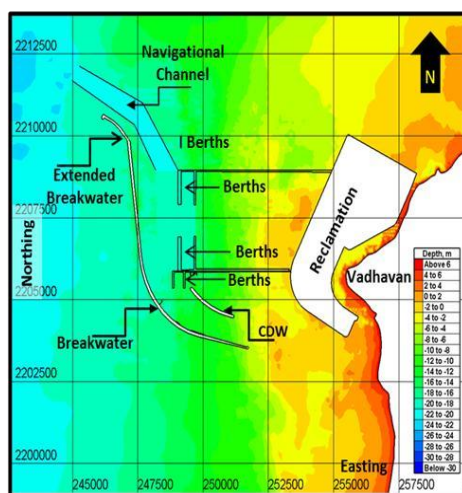 2212500
2210000
2207500
2205000
2202500
2200000
Northing
Navigational
Channel
N
I Berths
Extended
Breakwater
Berths
Berths
Berths
Reclamation
Vadhavan
Breakwater
CDW
Easting
245000
247500
250000
252500
255000
257500
Depth, m
Above 6
4 to 6
2 to 4
0 to 2
-2 to 0
-4 to -2
-6 to -4
-8 to -6
-10 to -8
-12 to -10
-14 to -12
-16 to -14
-18 to -16
-20 to -18
-22 to -20
-24 to -22
-26 to -24
-28 to -26
-30 to -28
Below -30